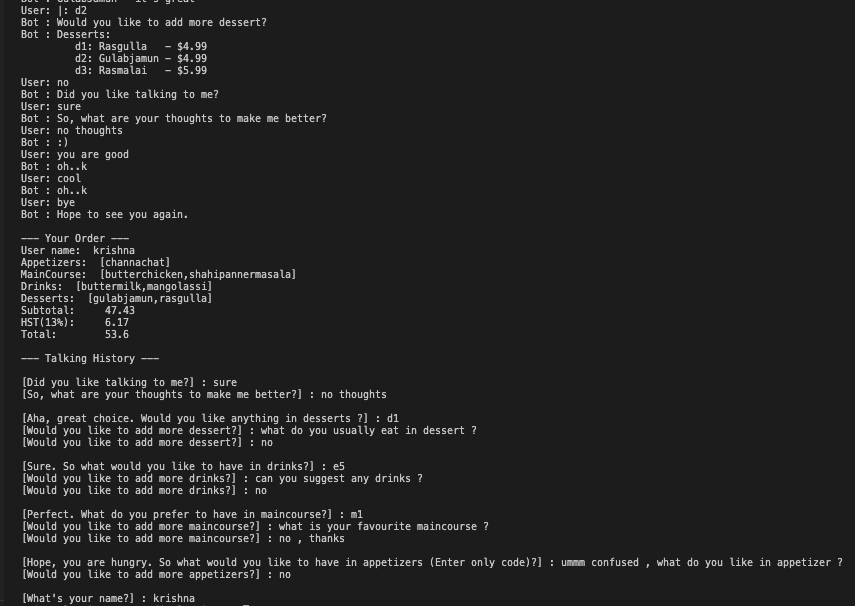 User: |: d2
Bot : Would you like to add more dessert?
Bot : Desserts:
d1: Rasgulla - $4.99
d2: Gulabjamun - $4.99
d3: Rasmalai - $5.99
User: no
Bot : Did you like talking to me?
User: sure
Bot : So, what are your thoughts to make me better?
User: no thoughts
Bot : :)
User: you are good
Bot : oh..k
User: cool
Bot : oh..k
User: bye
Bot : Hope to see you again.
——— Your Order ———
User name: krishna
Appetizers: [channachat]
MainCourse: [butterchicken,shahipannermasala]
Drinks: [buttermilk,mangolassi]
Desserts: [gulabjamun,rasgulla]
Subtotal: 47.43
HST(13%): 6.17
Total: 53.6
——— Talking History ———
[Did you like talking to me?] : sure
[So, what are your thoughts to make me better?] : no thoughts
[Aha, great choice. Would you like anything in desserts ?] : d1
[Would you like to add more dessert?] : what do you usually eat in dessert ?
[Would you like to add more dessert?] : no
[Sure. So what would you like to have in drinks?] : e5
[Would you like to add more drinks?] : can you suggest any drinks ?
[Would you like to add more drinks?] : no
[Perfect. What do you prefer to have in maincourse?] : m1
[Would you like to add more maincourse?] : what is your favourite maincourse ?
[Would you like to add more maincourse?] : no , thanks
[Hope, you are hungry. So what would you like to have in appetizers (Enter only code)?] : ummm confused , what do you like in appetizer ?
[Would you like to add more appetizers?] : no
[What's your name?] : krishna